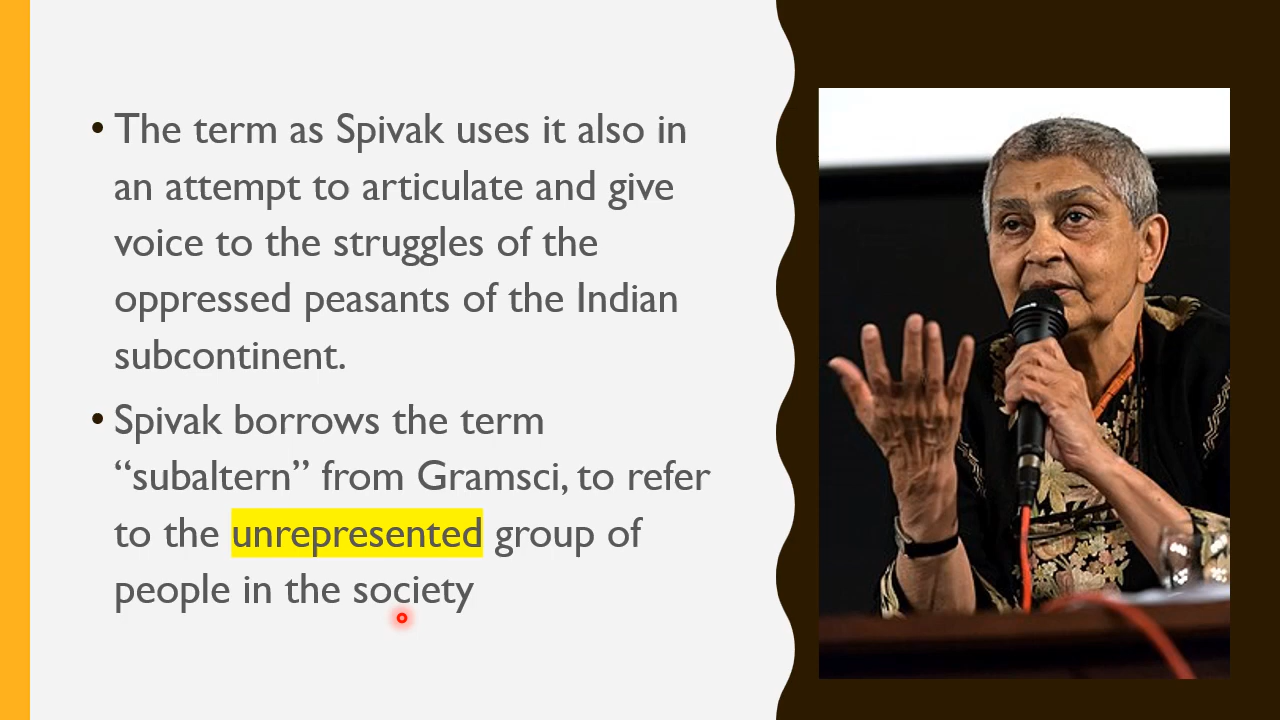 • The term as Spivak uses it also in
an attempt to articulate and give
voice to the struggles of the
oppressed peasants of the Indian
subcontinent.
• Spivak borrows the term
“subaltern” from Gramsci, to refer
to the unrepresented group of
people in the society